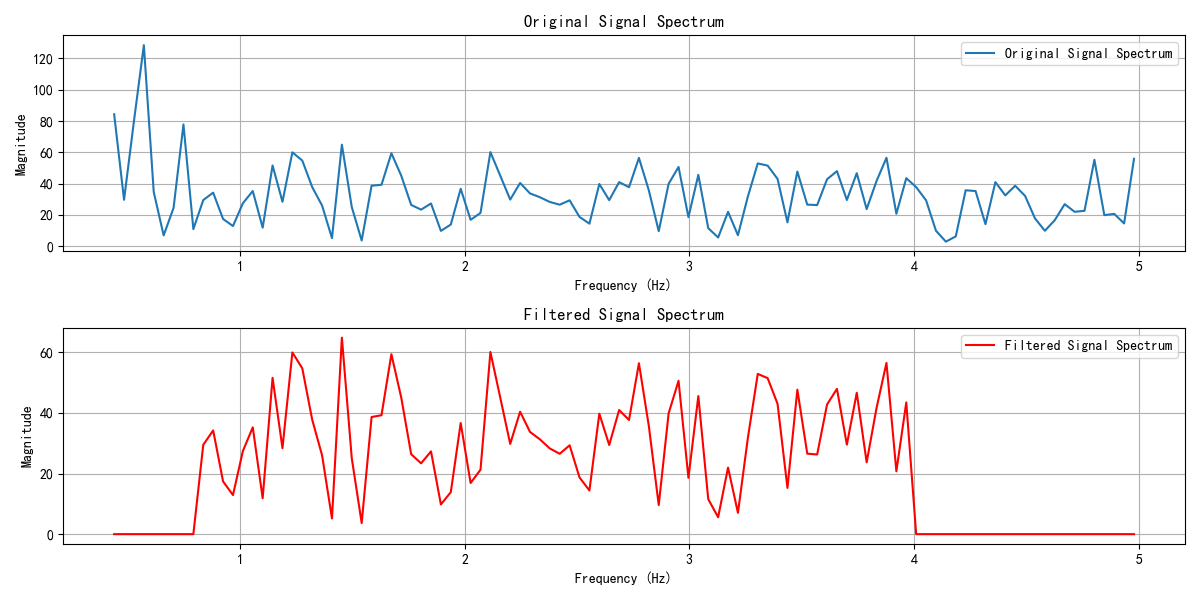 Original Signal Spectrum
Original Signal Spectrum
Magnitude
120
100
80
60
40
20
0
1 2 3 4 5
Frequency (Hz)
Filtered Signal Spectrum
Filtered Signal Spectrum
Magnitude
60
40
20
0
1 2 3 4 5
Frequency (Hz)